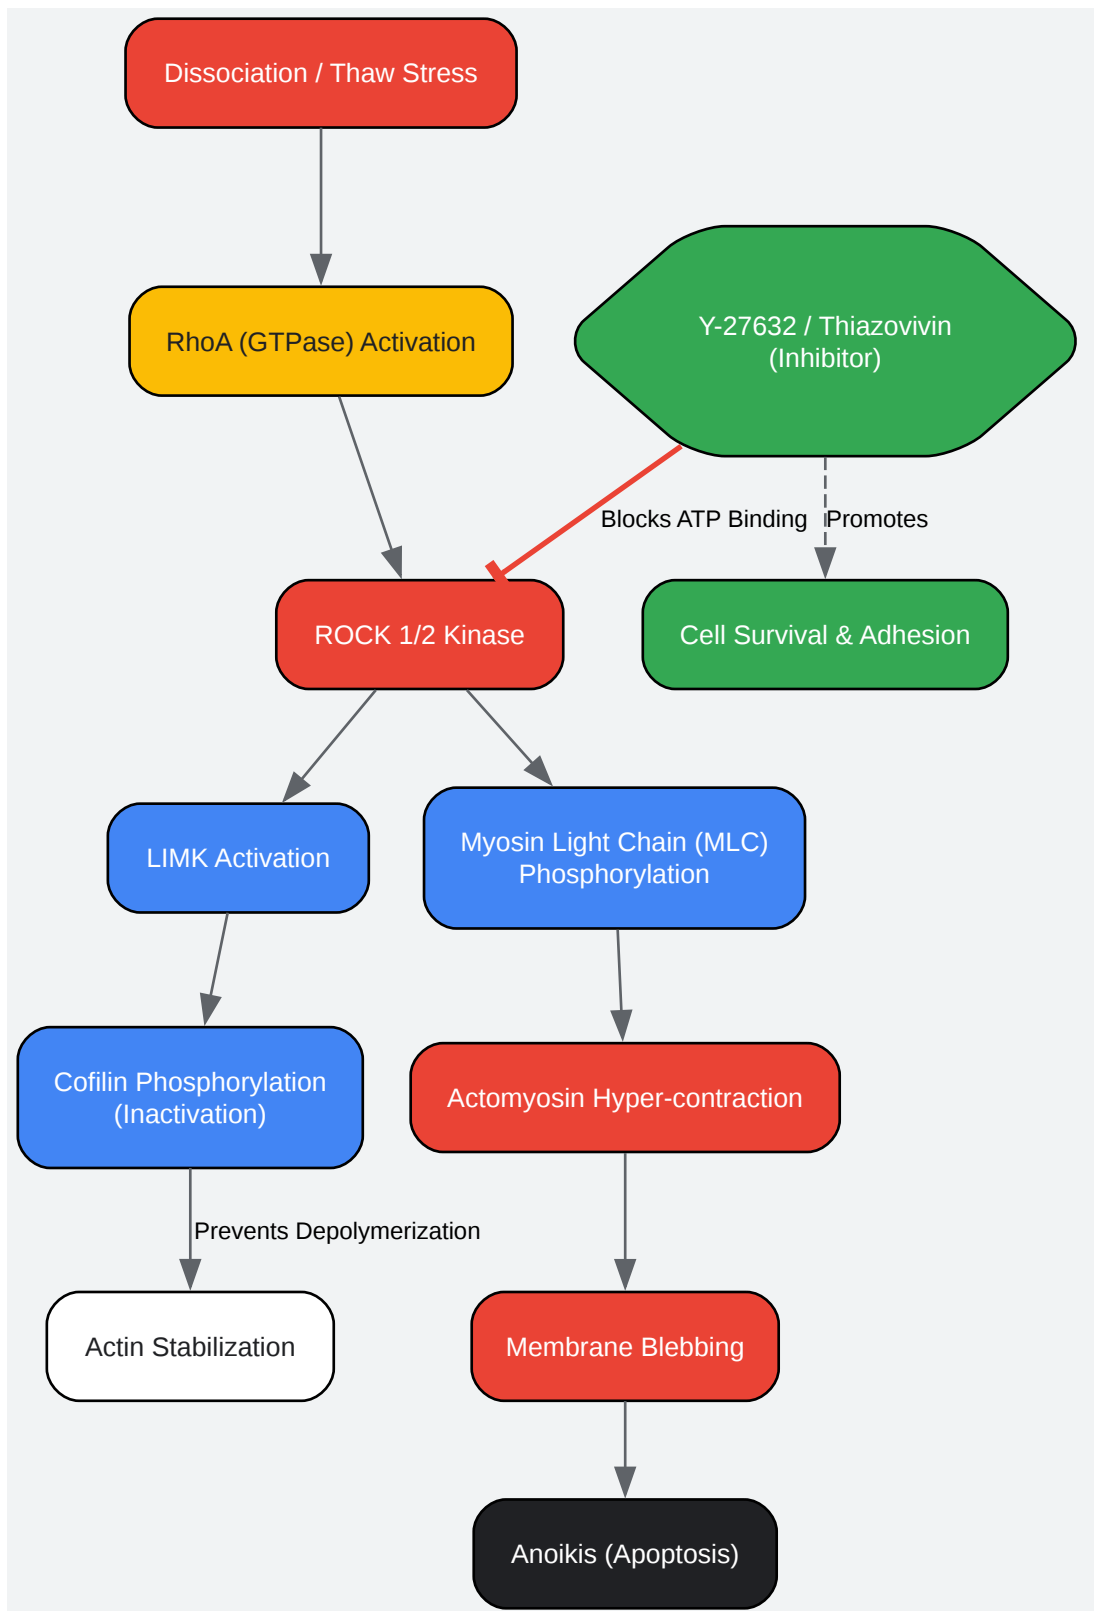 Dissociation / Thaw Stress
RhoA (GTPase) Activation
Y-27632 / Thiazovivin
(Inhibitor)
Blocks ATP Binding
Promotes
ROCK 1/2 Kinase
Cell Survival & Adhesion
LIMK Activation
Myosin Light Chain (MLC)
Phosphorylation
Cofilin Phosphorylation
(Inactivation)
Actomyosin Hyper-contraction
Prevents Depolymerization
Actin Stabilization
Membrane Blebbing
Anoikis (Apoptosis)